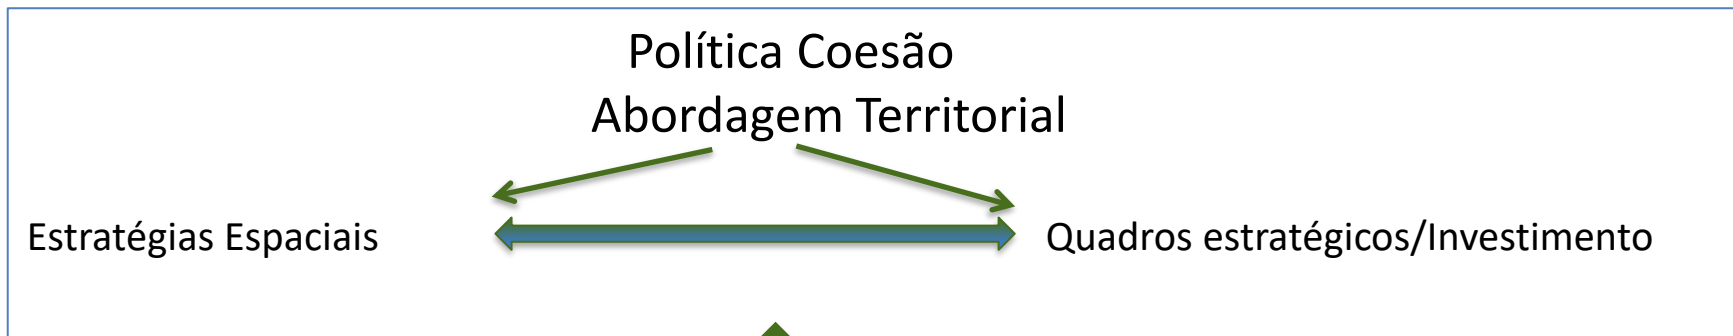 Política Coesão
Abordagem Territorial
Estratégias Espaciais
Quadros estratégicos/Investimento